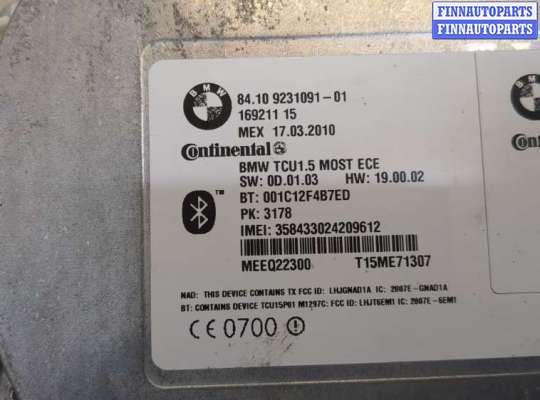 FINNAUTOPARTS
FINNAUTOPARTS
BMW
84.10 9231091-01
169211 15
MEX 17.03.2010
Continental
BMW TCU1.5 MOST ECE
SW: 0D.01.03 HW: 19.00.02
BT: 001C12F4B7ED
TM
PK: 3178
IMEI: 358433024209612
MEEQ22300 T15ME71307
NAD: THIS DEVICE CONTAINS TX FCC ID: LHJGNAD1A IC: 2807E-GNAD1A
BT: CONTAINS DEVICE TCU15P01 M1297C: FCC ID: LHJT6EM1 IC: 2807E-6EM1
CE 0700